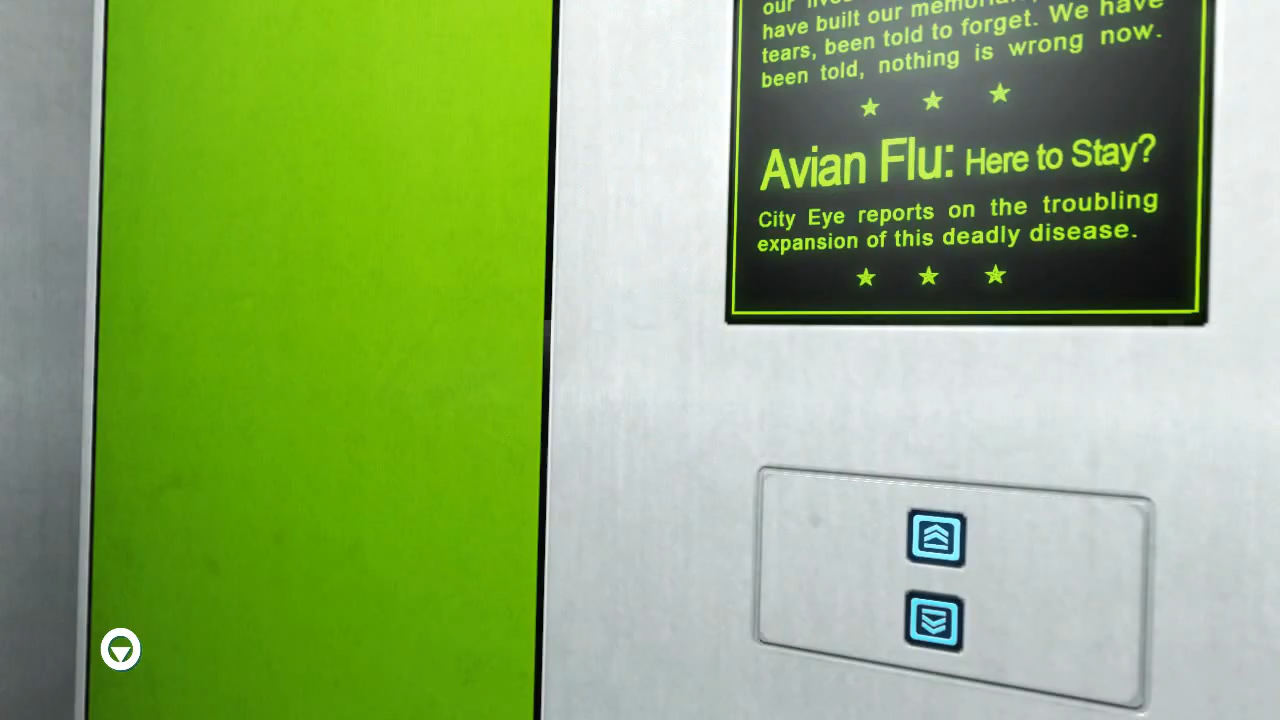 our
have built our memorial,
tears, been told to forget. We have
been told, nothing is wrong now.
Avian Flu: Here to Stay?
City Eye reports on the troubling
expansion of this deadly disease.